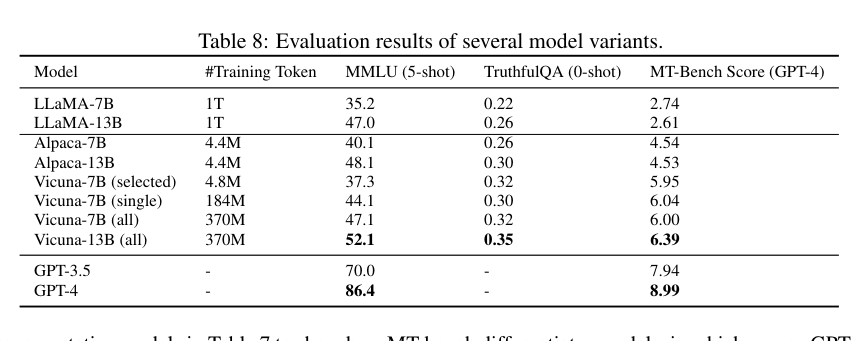 Table 8: Evaluation results of several model variants.
Model #Training Token MMLU (5-shot) TruthfulQA (0-shot) MT-Bench Score (GPT-4)
LLaMA-7B 1T 35.2 0.22 2.74
LLaMA-13B 1T 47.0 0.26 2.61
Alpaca-7B 4.4M 40.1 0.26 4.54
Alpaca-13B 4.4M 48.1 0.30 4.53
Vicuna-7B (selected) 4.8M 37.3 0.32 5.95
Vicuna-7B (single) 184M 44.1 0.30 6.04
Vicuna-7B (all) 370M 47.1 0.32 6.00
Vicuna-13B (all) 370M 52.1 0.35 6.39
GPT-3.5 - 70.0 - 7.94
GPT-4 - 86.4 - 8.99